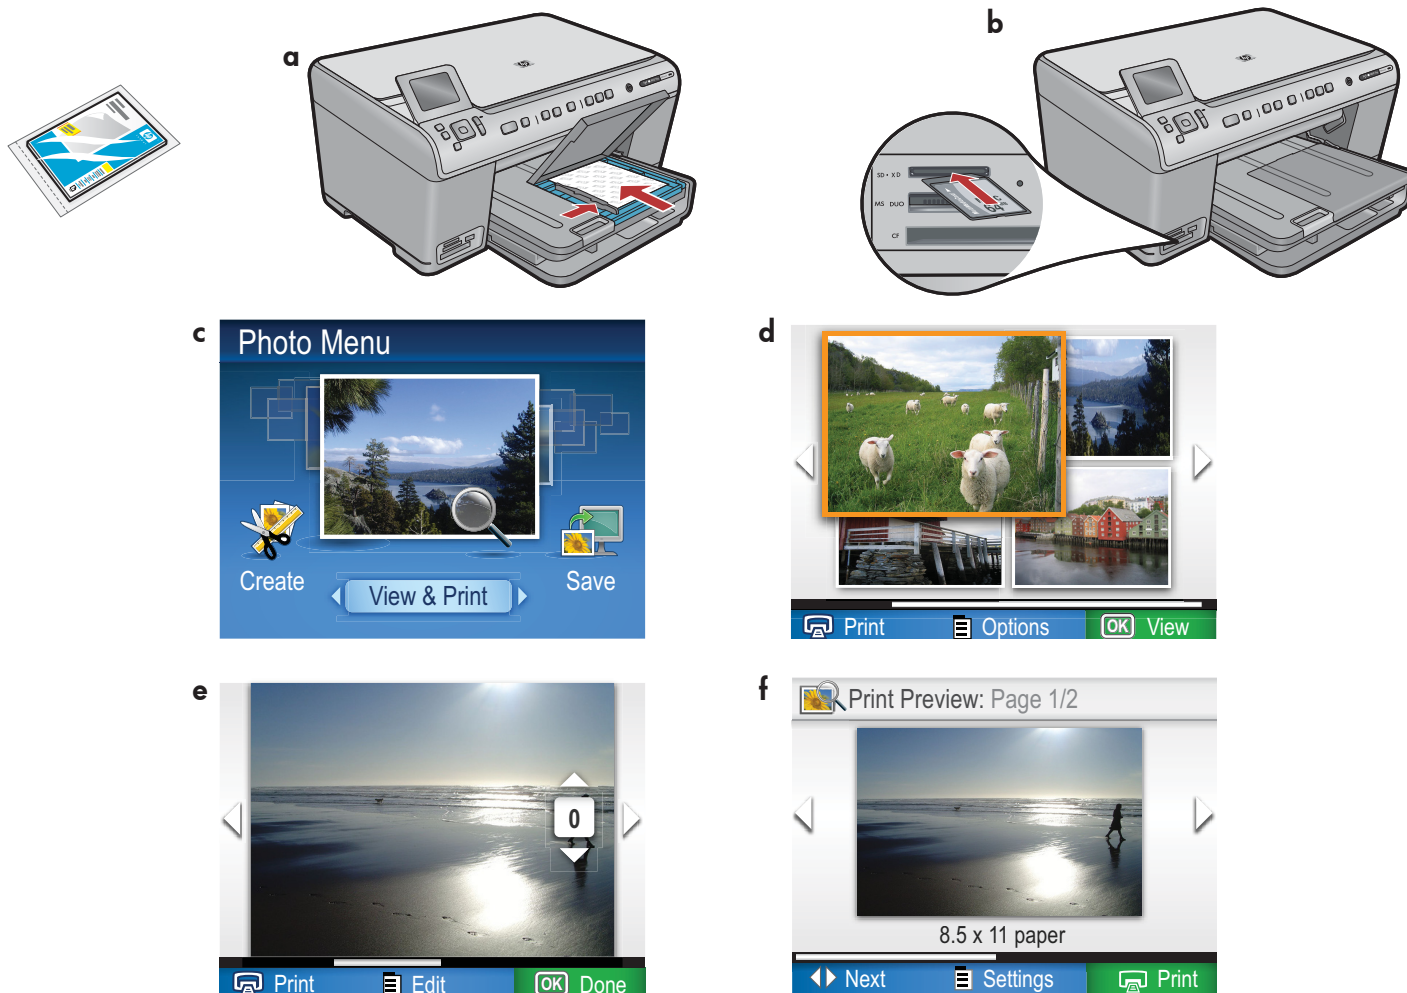 a
b
SD • XD
MS DUO
CF
c
Photo Menu
Create
View & Print
Save
d
Print
Options
OK View
e
0
Print
Edit
OK Done
f
Print Preview: Page 1/2
8.5 x 11 paper
Next
Settings
Print